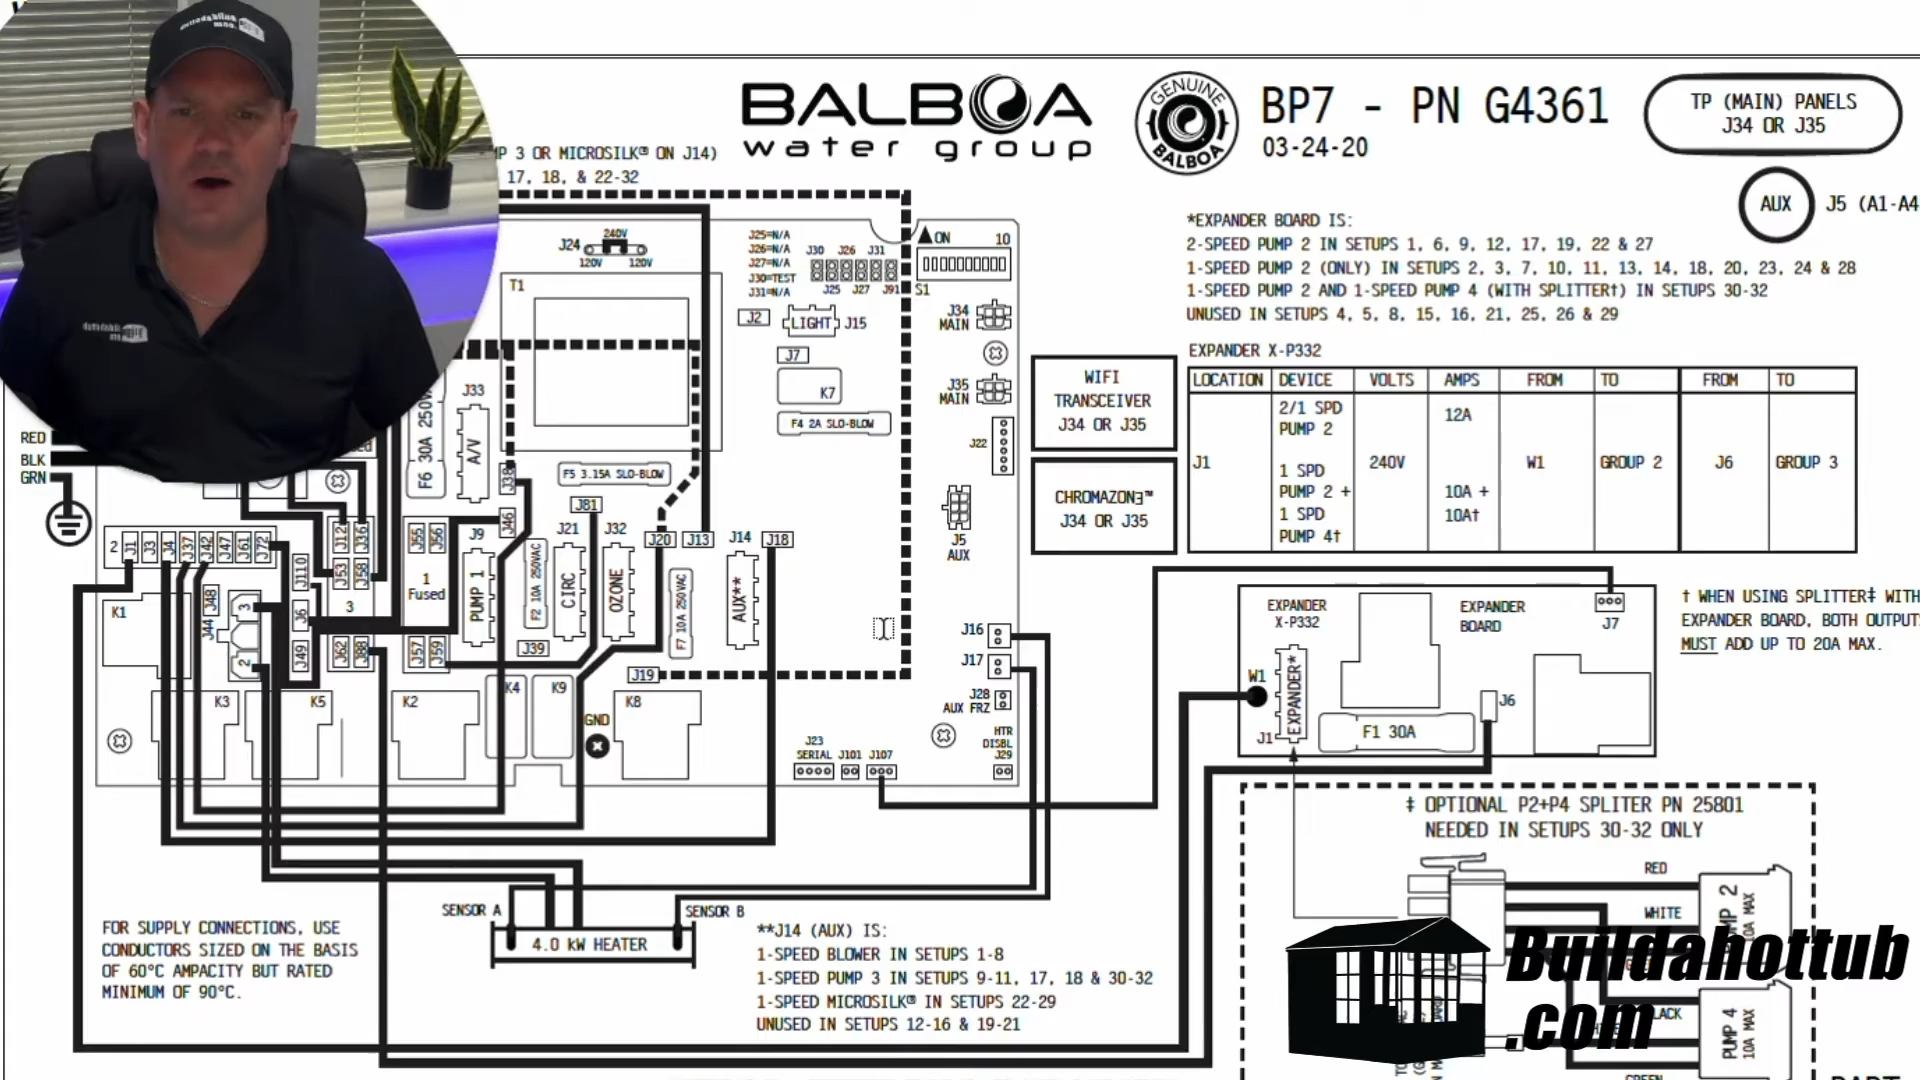 BALBOA
water group
GENUINE
BALBOA
BP7 - PN G4361
03-24-20
TP (MAIN) PANELS
J34 OR J35
AUX
J5 (A1-A4
MP 3 OR MICROSILK® ON J14)
17, 18, & 22-32
*EXPANDER BOARD IS:
2-SPEED PUMP 2 IN SETUPS 1, 6, 9, 12, 17, 19, 22 & 27
1-SPEED PUMP 2 (ONLY) IN SETUPS 2, 3, 7, 10, 11, 13, 14, 18, 20, 23, 24 & 28
1-SPEED PUMP 2 AND 1-SPEED PUMP 4 (WITH SPLITTER†) IN SETUPS 30-32
UNUSED IN SETUPS 4, 5, 8, 15, 16, 21, 25, 26 & 29
EXPANDER X-P332
LOCATION DEVICE VOLTS AMPS FROM TO FROM TO
J1
2/1 SPD
PUMP 2
1 SPD
PUMP 2 +
1 SPD
PUMP 4†
240V
12A
10A +
10A†
W1 GROUP 2 J6 GROUP 3
J24
240V
120V 120V
J25=N/A
J26=N/A
J27=N/A
J30=TEST
J31=N/A
J30 J26 J31
J25 J27 J91
ON 10
S1
T1
J2
LIGHT J15
J7
K7
F4 2A SLO-BLOW
J34
MAIN
J35
MAIN
J22
J5
AUX
WIFI
TRANSCEIVER
J34 OR J35
CHROMAZONE™
J34 OR J35
RED
BLK
GRN
F6 30A 250V
J33
A/V
J38
F5 3.15A SLO-BLOW
J81
J46
2 J1 J3 J4 J37 J42 J47 J61 J72
J110
J12 J36
J53 J58
3
J62 J88
J55 J56
1
Fused
J57 J59
J9
PUMP 1
F2 10A 250VAC
J21
CIRC
J32
OZONE
J20 J13
F7 10A 250VAC
J14
AUX**
J18
J39
J19
K1
J48
J44
3
2
J6
J49
K3
K5
K2
K4
K9
GND
K8
J16
J17
J28
AUX FRZ
HTR
DISBL
J29
J23
SERIAL J101 J107
EXPANDER
X-P332
EXPANDER
BOARD
J7
W1
EXPANDER*
J1
F1 30A
J6
† WHEN USING SPLITTER‡ WITH
EXPANDER BOARD, BOTH OUTPUTS
MUST ADD UP TO 20A MAX.
‡ OPTIONAL P2+P4 SPLITER PN 25801
NEEDED IN SETUPS 30-32 ONLY
RED
WHITE
PUMP 4
10A MAX
SENSOR A
SENSOR B
4.0 kW HEATER
FOR SUPPLY CONNECTIONS, USE
CONDUCTORS SIZED ON THE BASIS
OF 60°C AMPACITY BUT RATED
MINIMUM OF 90°C.
**J14 (AUX) IS:
1-SPEED BLOWER IN SETUPS 1-8
1-SPEED PUMP 3 IN SETUPS 9-11, 17, 18 & 30-32
1-SPEED MICROSILK® IN SETUPS 22-29
UNUSED IN SETUPS 12-16 & 19-21
Buildahottub
.com